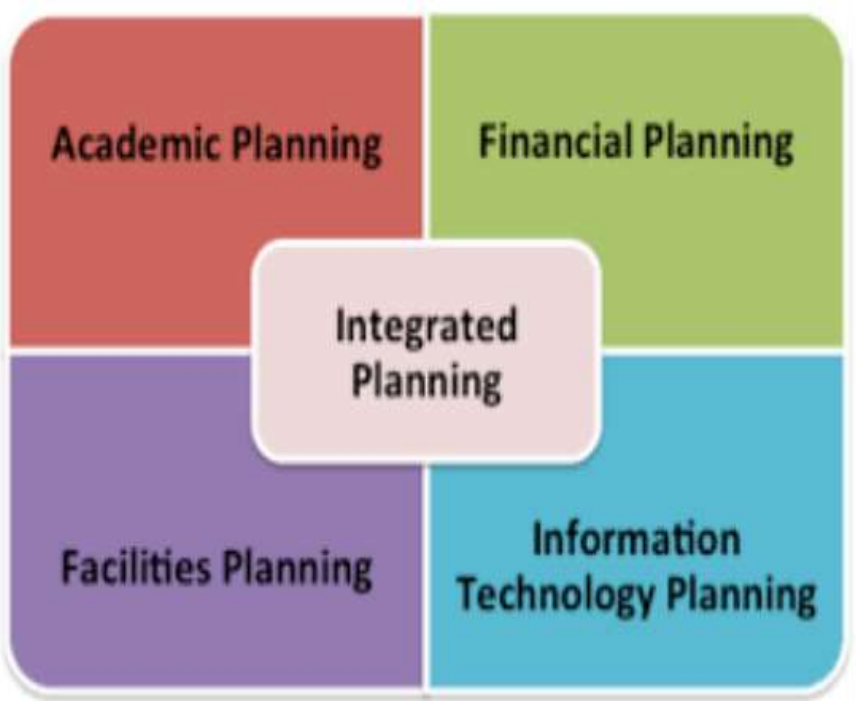 Academic Planning
Financial Planning
Integrated
Planning
Facilities Planning
Information
Technology Planning